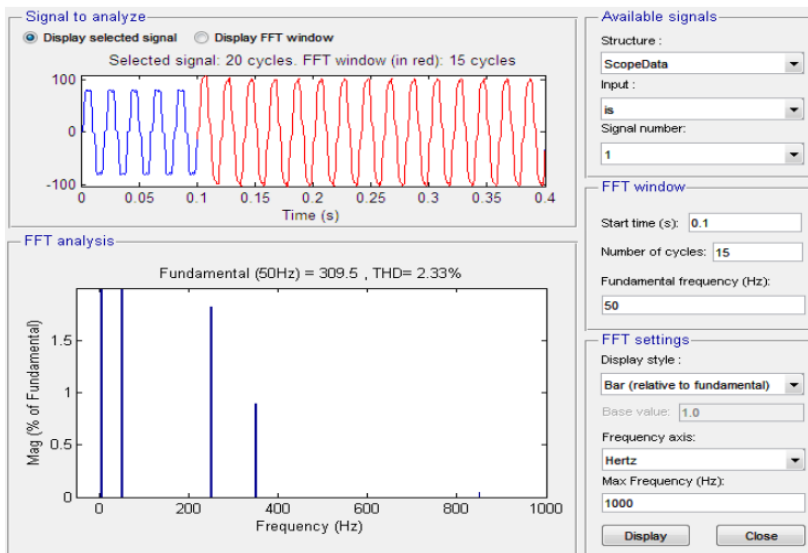 Signal to analyze
Display selected signal Display FFT window
Selected signal: 20 cycles. FFT window (in red): 15 cycles
100
0
-100
0 0.05 0.1 0.15 0.2 0.25 0.3 0.35 0.4
Time (s)
FFT analysis
Fundamental (50Hz) = 309.5 , THD= 2.33%
Mag (% of Fundamental)
1.5
1
0.5
0
0 200 400 600 800 1000
Frequency (Hz)
Available signals
Structure :
ScopeData
Input :
is
Signal number:
1
FFT window
Start time (s): 0.1
Number of cycles: 15
Fundamental frequency (Hz):
50
FFT settings
Display style :
Bar (relative to fundamental)
Base value: 1.0
Frequency axis:
Hertz
Max Frequency (Hz):
1000
Display Close